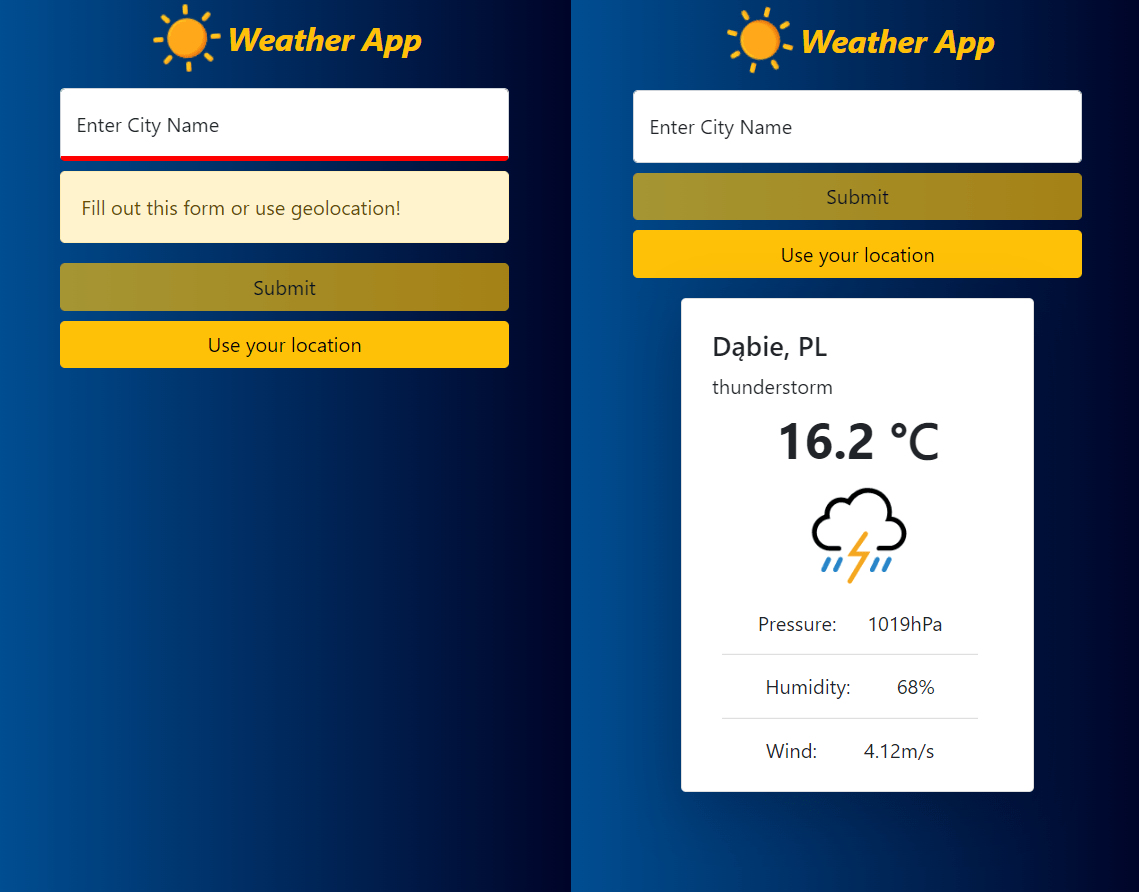 Weather App
Enter City Name
Fill out this form or use geolocation!
Submit
Use your location
Weather App
Enter City Name
Submit
Use your location
Dąbie, PL
thunderstorm
16.2 °C
Pressure: 1019hPa
Humidity: 68%
Wind: 4.12m/s